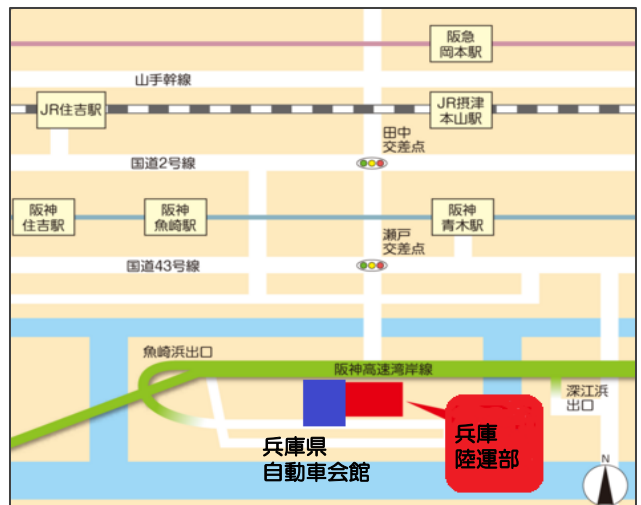 阪急
岡本駅
山手幹線
JR住吉駅
JR摂津
本山駅
田中
交差点
国道2号線
阪神
住吉駅
阪神
魚崎駅
阪神
青木駅
瀬戸
交差点
国道43号線
魚崎浜出口
阪神高速湾岸線
深江浜
出口
兵庫県
自動車会館
兵庫
陸運部
N